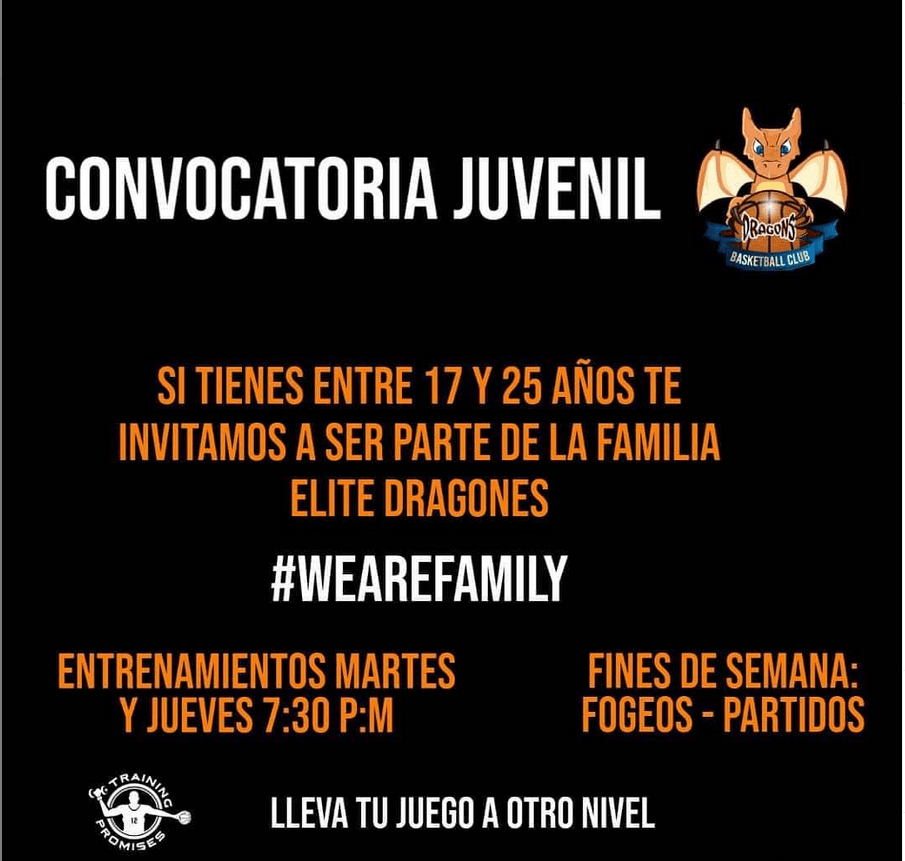 CONVOCATORIA JUVENIL
DRAGONS
BASKETBALL CLUB
SI TIENES ENTRE 17 Y 25 AÑOS TE
INVITAMOS A SER PARTE DE LA FAMILIA
ELITE DRAGONES
#WEAREFAMILY
ENTRENAMIENTOS MARTES
Y JUEVES 7:30 P:M
FINES DE SEMANA:
FOGEOS - PARTIDOS
TRAINING
12
PROMISES
LLEVA TU JUEGO A OTRO NIVEL